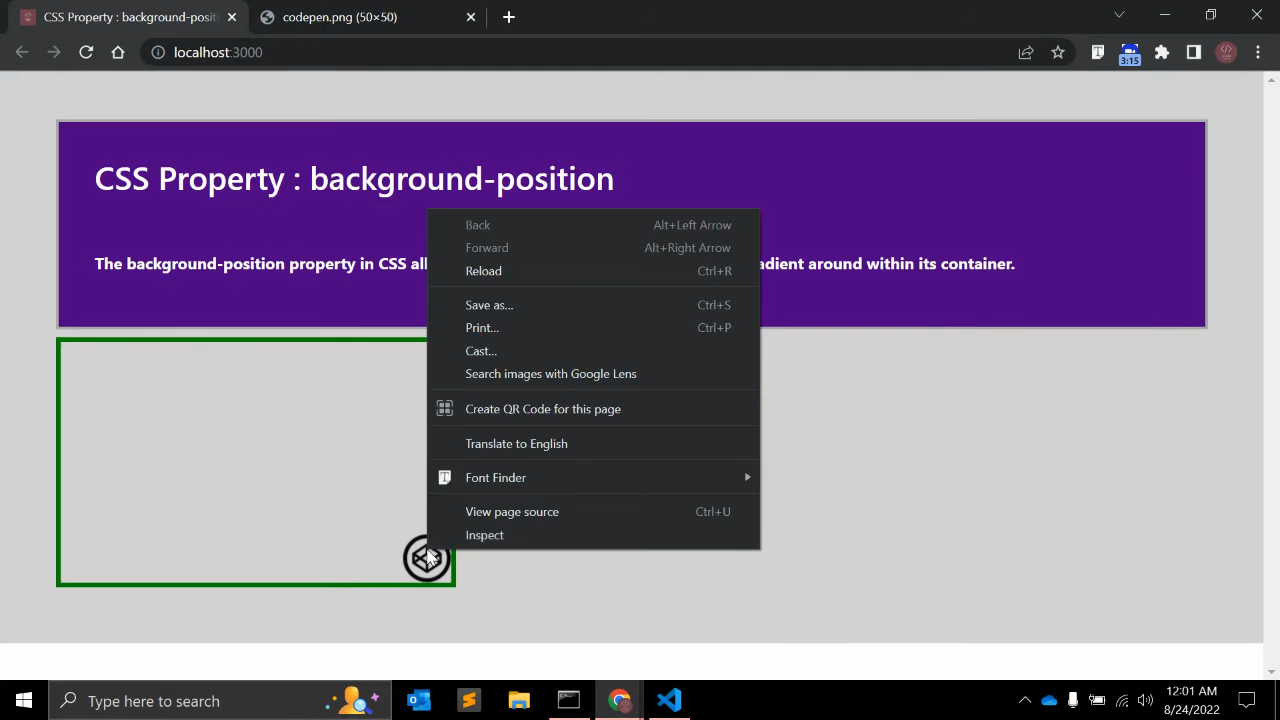 CSS Property : background-posit
codepen.png (50×50)
localhost:3000
3:15
CSS Property : background-position
The background-position property in CSS all
adient around within its container.
Back Alt+Left Arrow
Forward Alt+Right Arrow
Reload Ctrl+R
Save as... Ctrl+S
Print... Ctrl+P
Cast...
Search images with Google Lens
Create QR Code for this page
Translate to English
Font Finder
View page source Ctrl+U
Inspect
Type here to search
12:01 AM
8/24/2022